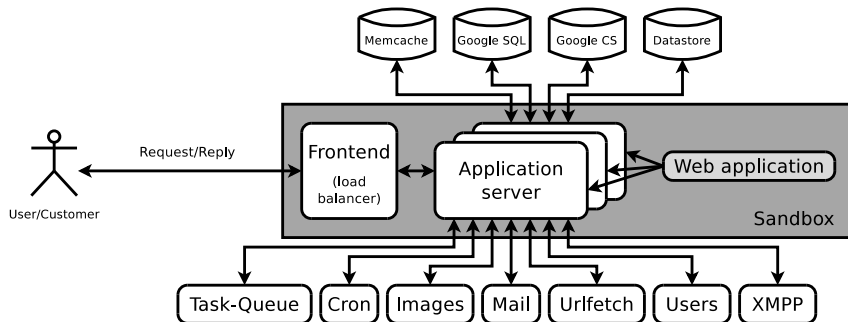 Memcache
Google SQL
Google CS
Datastore
Request/Reply
Frontend
(load
balancer)
Application
server
Web application
User/Customer
Sandbox
Task-Queue
Cron
Images
Mail
Urlfetch
Users
XMPP